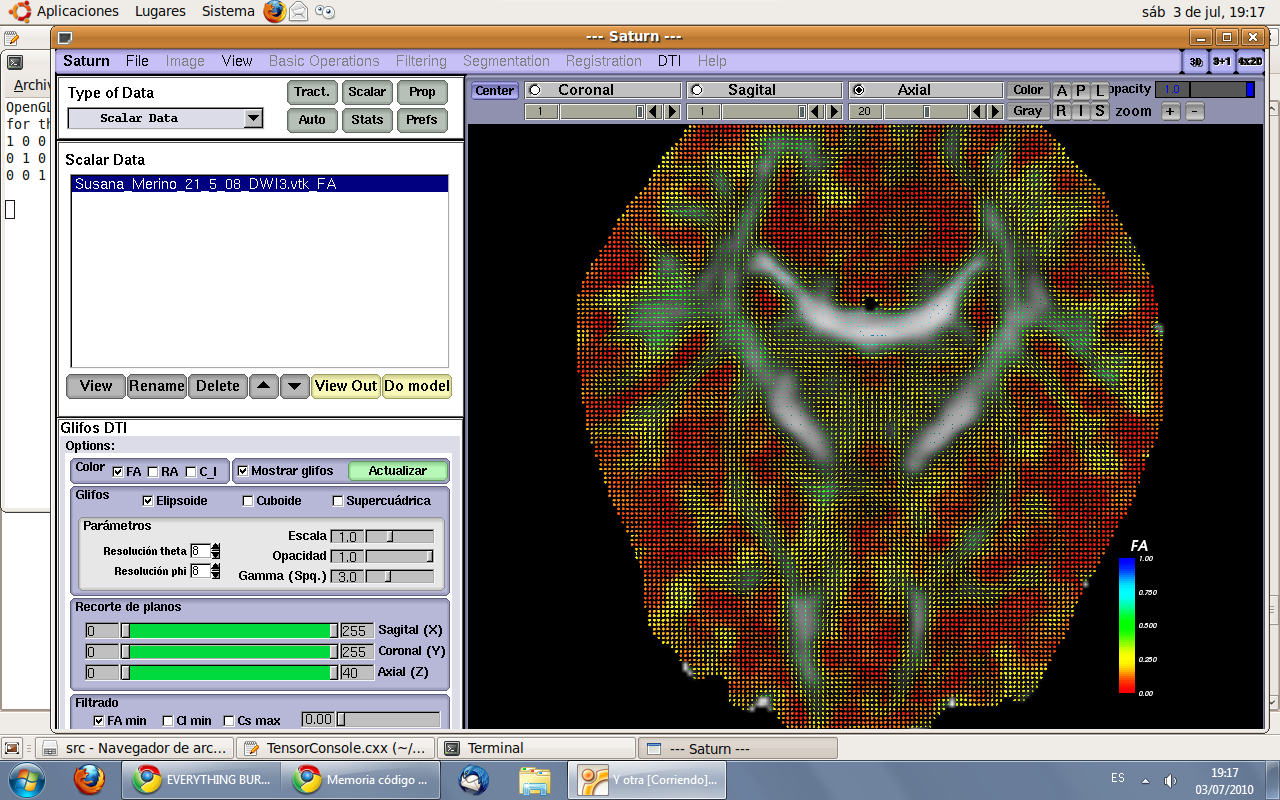 Aplicaciones Lugares Sistema sáb 3 de jul, 19:17
--- Saturn ---
Saturn File Image View Basic Operations Filtering Segmentation Registration DTI Help 3D 3+1 4x2D
Archiv
OpenGL
for th
1 0 0
0 1 0
0 0 1
Type of Data
Scalar Data
Tract. Scalar Prop
Auto Stats Prefs
Center Coronal Sagital Axial Color A P L opacity 1.0
1 1 20 Gray R I S zoom + -
Scalar Data
Susana_Merino_21_5_08_DWI3.vtk_FA
View Rename Delete View Out Do model
Glifos DTI
Options:
Color FA RA C_l Mostrar glifos Actualizar
Glifos Elipsoide Cuboide Supercuádrica
Parámetros
Escala 1.0
Resolución theta 8
Opacidad 1.0
Resolución phi 8
Gamma (Spq.) 3.0
Recorte de planos
0 255 Sagital (X)
0 255 Coronal (Y)
0 40 Axial (Z)
Filtrado
FA min Cl min Cs max 0.00
FA
1.00
0.750
0.500
0.250
0.00
src - Navegador de arc... TensorConsole.cxx (~/... Terminal --- Saturn ---
EVERYTHING BUR... Memoria código ... Y otra [Corriendo]... ES 19:17
03/07/2010